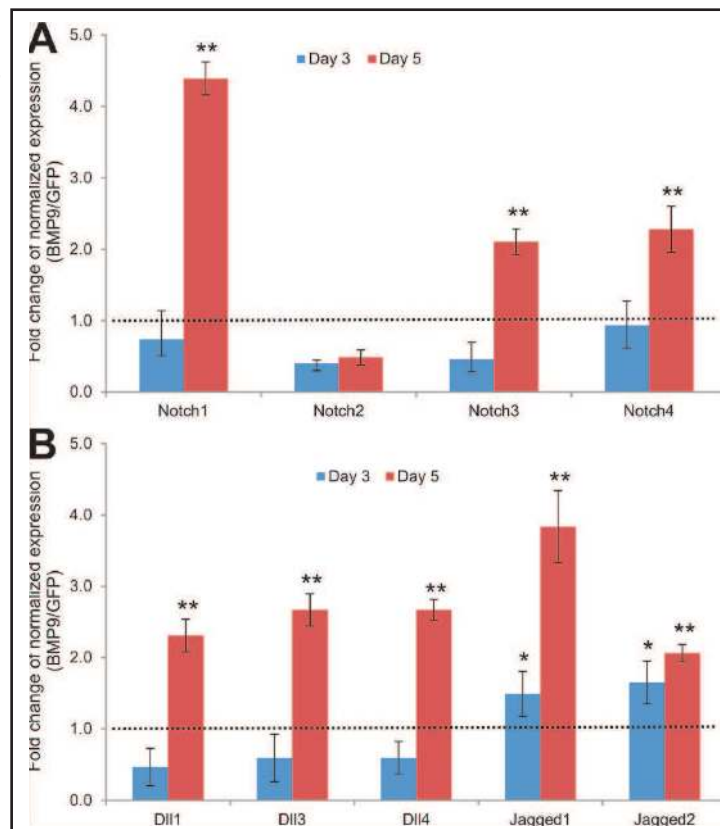 A
Day 3 Day 5
Fold change of normalized expression
(BMP9/GFP)
5.0
4.0
3.0
2.0
1.0
0.0
**
**
**
Notch1 Notch2 Notch3 Notch4
B
Day 3 Day 5
Fold change of normalized expression
(BMP9/GFP)
5.0
4.0
3.0
2.0
1.0
0.0
**
**
**
*
**
*
**
Dll1 Dll3 Dll4 Jagged1 Jagged2